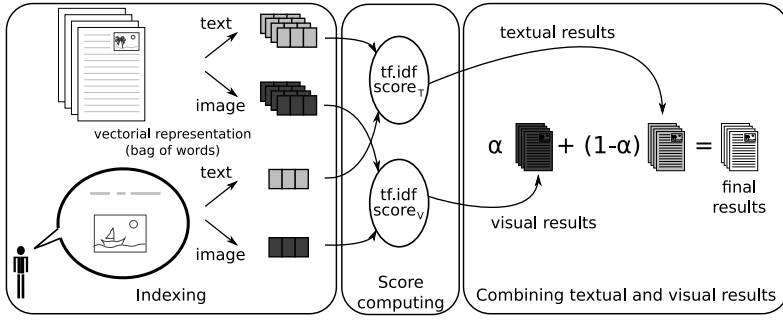 text
image
vectorial representation
(bag of words)
text
image
Indexing
tf.idf
score_T
tf.idf
score_V
Score
computing
textual results
α + (1-α) =
final
results
visual results
Combining textual and visual results